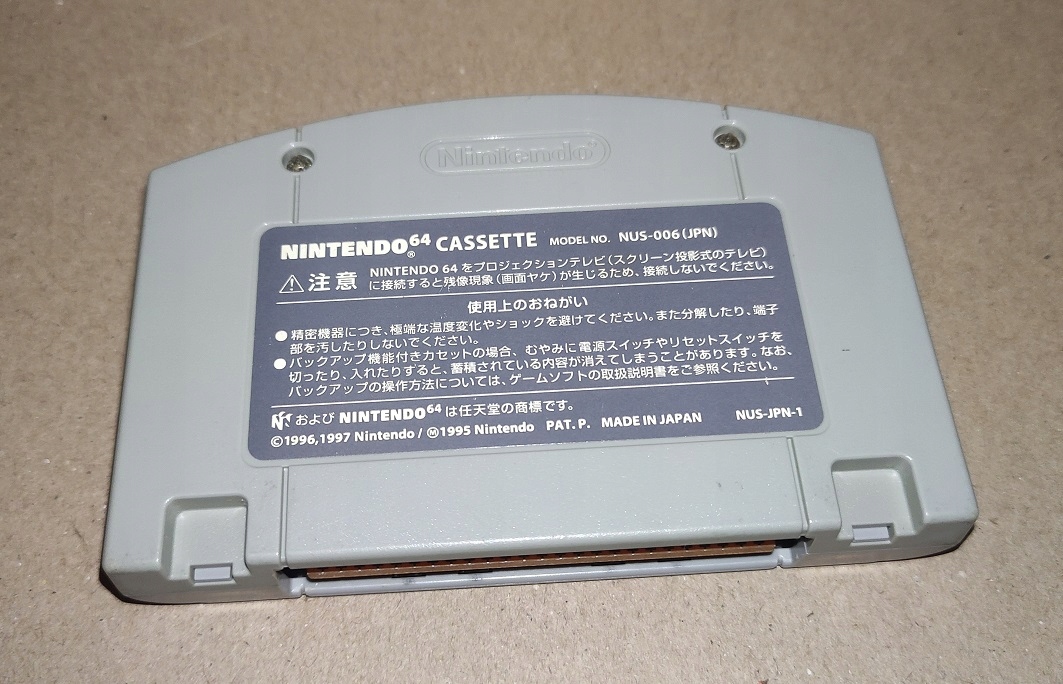 Nintendo®
NINTENDO64® CASSETTE MODEL NO. NUS-006(JPN)
⚠注意 NINTENDO 64 をプロジェクションテレビ(スクリーン投影式のテレビ)
に接続すると残像現象(画面ヤケ)が生じるため、接続しないでください。
使用上のおねがい
●精密機器につき、極端な温度変化やショックを避けてください。また分解したり、端子
部を汚したりしないでください。
●バックアップ機能付きカセットの場合、むやみに電源スイッチやリセットスイッチを
切ったり、入れたりすると、蓄積されている内容が消えてしまうことがあります。なお、
バックアップの操作方法については、ゲームソフトの取扱説明書をご参照ください。
および NINTENDO64 は任天堂の商標です。
©1996,1997 Nintendo / Ⓜ1995 Nintendo PAT. P. MADE IN JAPAN NUS-JPN-1